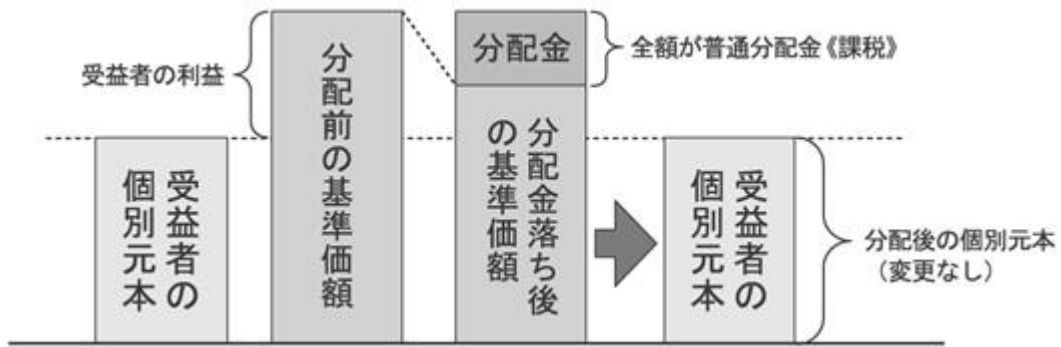 受益者の利益
受益者の
個別元本
分配前の基準価額
分配金
全額が普通分配金《課税》
分配金落ち後
の基準価額
受益者の
個別元本
分配後の個別元本
（変更なし）